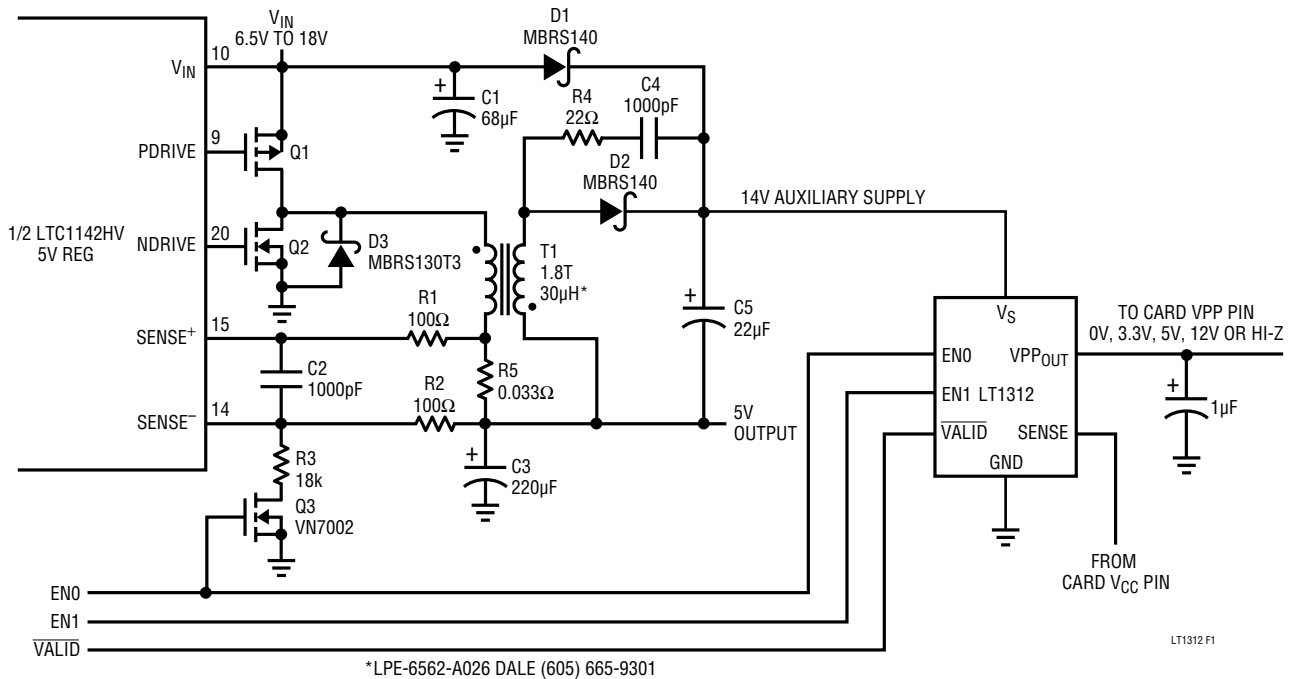 V_IN
6.5V TO 18V
D1
MBRS140
V_IN
10
+
C1
68µF
R4
22Ω
C4
1000pF
PDRIVE
9
Q1
D2
MBRS140
14V AUXILIARY SUPPLY
1/2 LTC1142HV
5V REG
NDRIVE
20
Q2
D3
MBRS130T3
T1
1.8T
30µH*
+
C5
22µF
SENSE+
15
R1
100Ω
C2
1000pF
R5
0.033Ω
R2
100Ω
SENSE–
14
5V
OUTPUT
R3
18k
+
C3
220µF
Q3
VN7002
V_S
EN0
VPP_OUT
EN1 LT1312
VALID
SENSE
GND
TO CARD VPP PIN
0V, 3.3V, 5V, 12V OR HI-Z
+
1µF
FROM
CARD V_CC PIN
EN0
EN1
VALID
LT1312 F1
*LPE-6562-A026 DALE (605) 665-9301